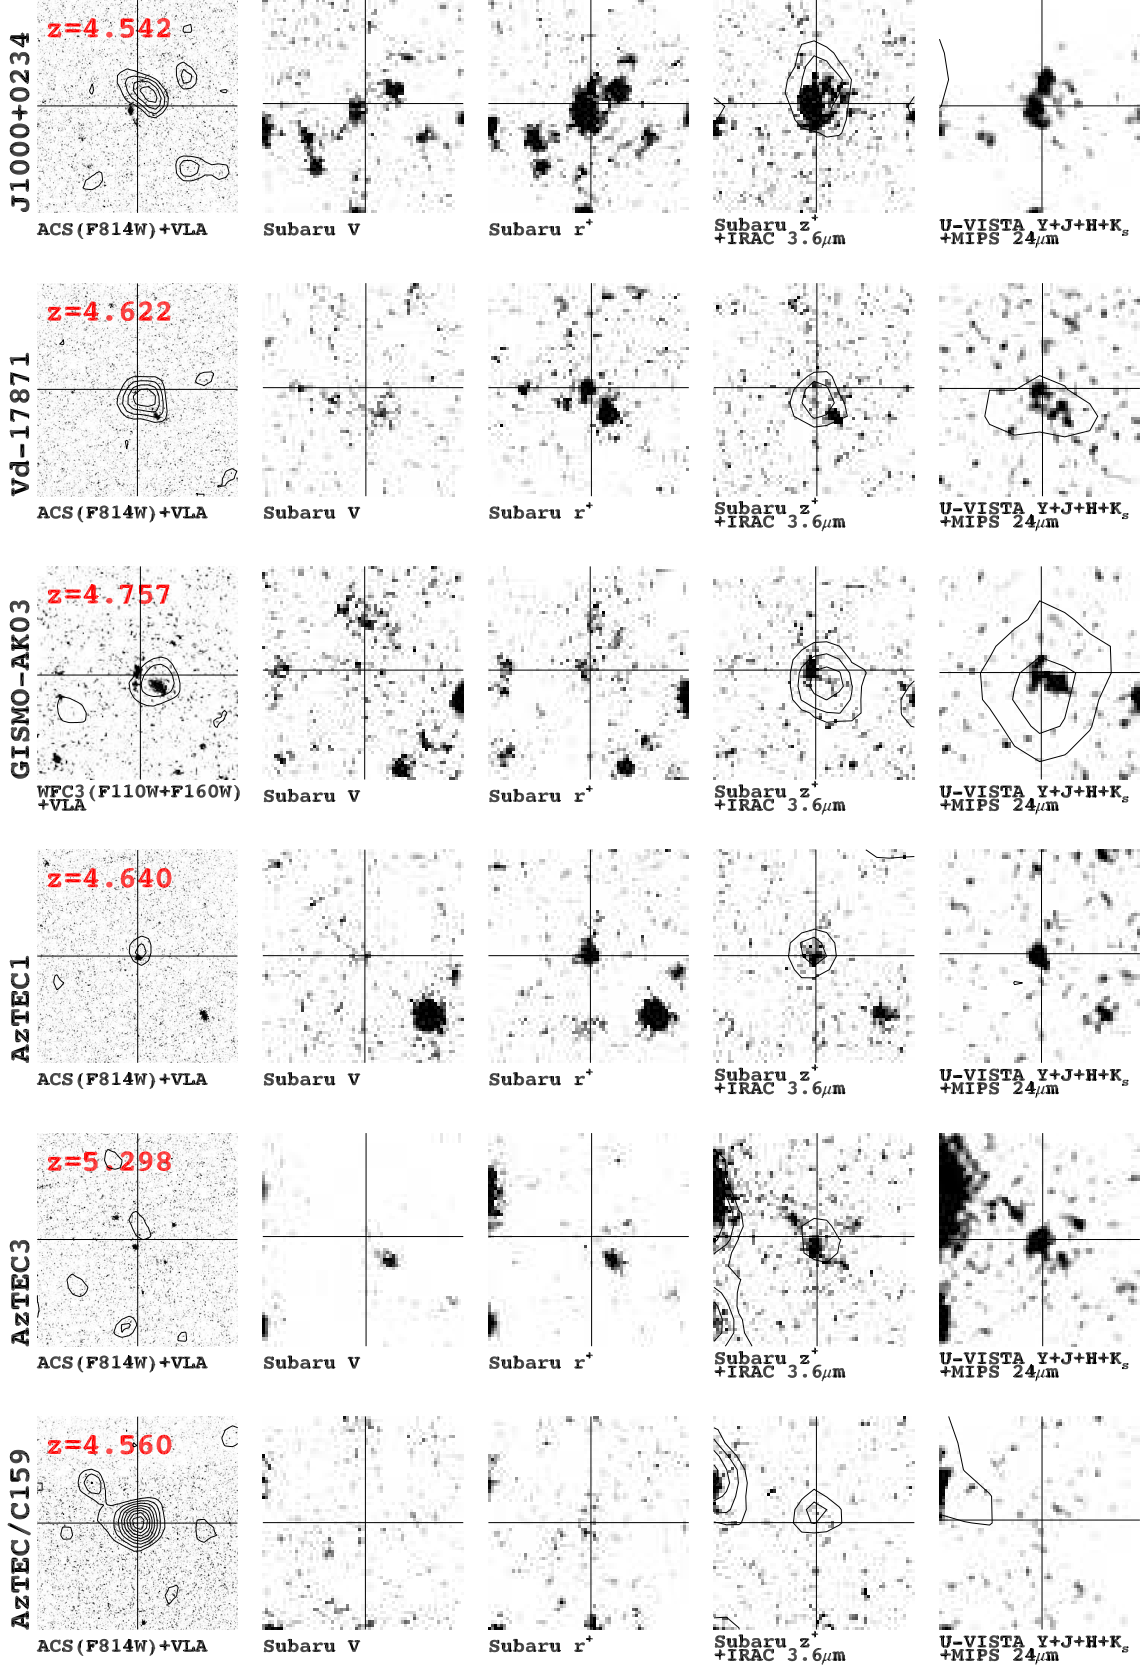 J1000+0234
z=4.542
ACS(F814W)+VLA
Subaru V
Subaru r+
Subaru z+
+IRAC 3.6μm
U-VISTA Y+J+H+Ks
+MIPS 24μm
Vd-17871
z=4.622
ACS(F814W)+VLA
Subaru V
Subaru r+
Subaru z+
+IRAC 3.6μm
U-VISTA Y+J+H+Ks
+MIPS 24μm
GISMO-AK03
z=4.757
WFC3(F110W+F160W)
+VLA
Subaru V
Subaru r+
Subaru z+
+IRAC 3.6μm
U-VISTA Y+J+H+Ks
+MIPS 24μm
AzTEC1
z=4.640
ACS(F814W)+VLA
Subaru V
Subaru r+
Subaru z+
+IRAC 3.6μm
U-VISTA Y+J+H+Ks
+MIPS 24μm
AzTEC3
z=5.298
ACS(F814W)+VLA
Subaru V
Subaru r+
Subaru z+
+IRAC 3.6μm
U-VISTA Y+J+H+Ks
+MIPS 24μm
AzTEC/C159
z=4.560
ACS(F814W)+VLA
Subaru V
Subaru r+
Subaru z+
+IRAC 3.6μm
U-VISTA Y+J+H+Ks
+MIPS 24μm